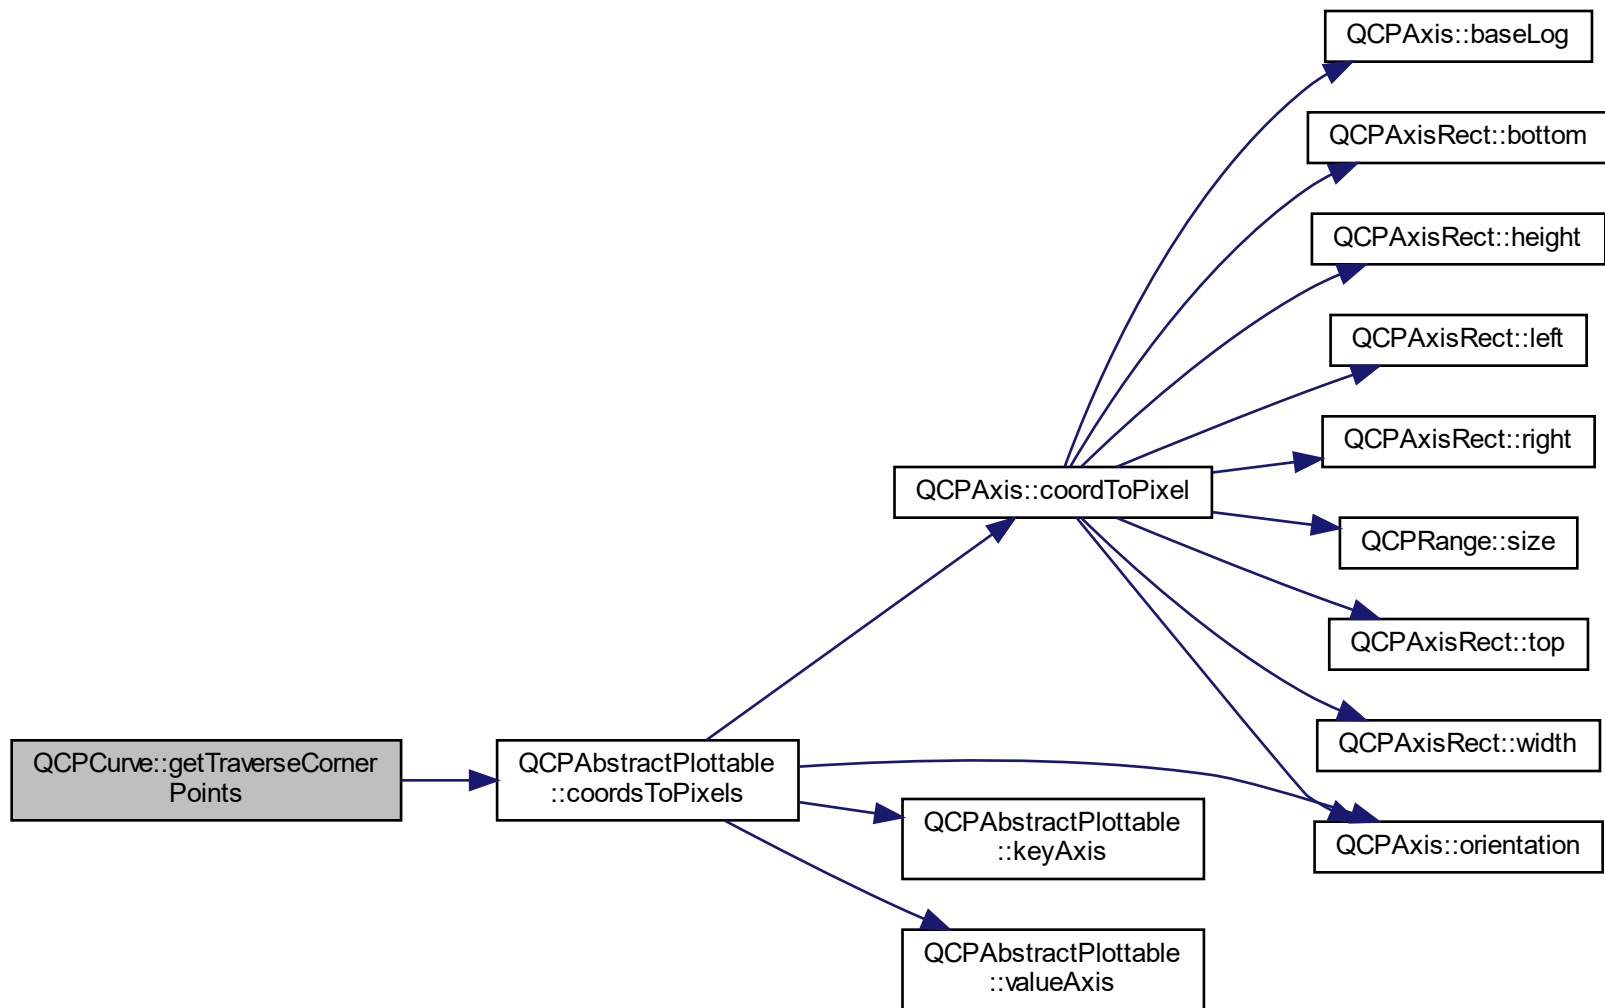 QCPAxis::baseLog
QCPAxisRect::bottom
QCPAxisRect::height
QCPAxisRect::left
QCPAxisRect::right
QCPAxis::coordToPixel
QCPRange::size
QCPAxisRect::top
QCPAxisRect::width
QCPCurve::getTraverseCorner
Points
QCPAbstractPlottable
::coordsToPixels
QCPAbstractPlottable
::keyAxis
QCPAxis::orientation
QCPAbstractPlottable
::valueAxis